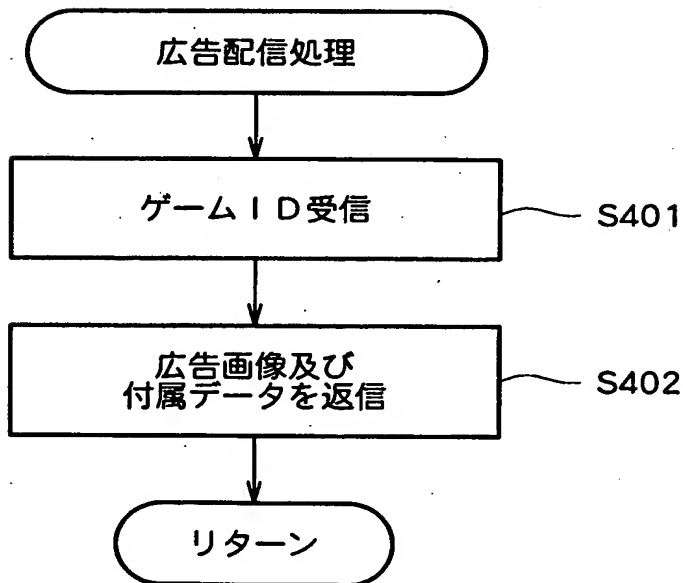 広告配信処理
ゲームID受信
S401
広告画像及び
付属データを返信
S402
リターン